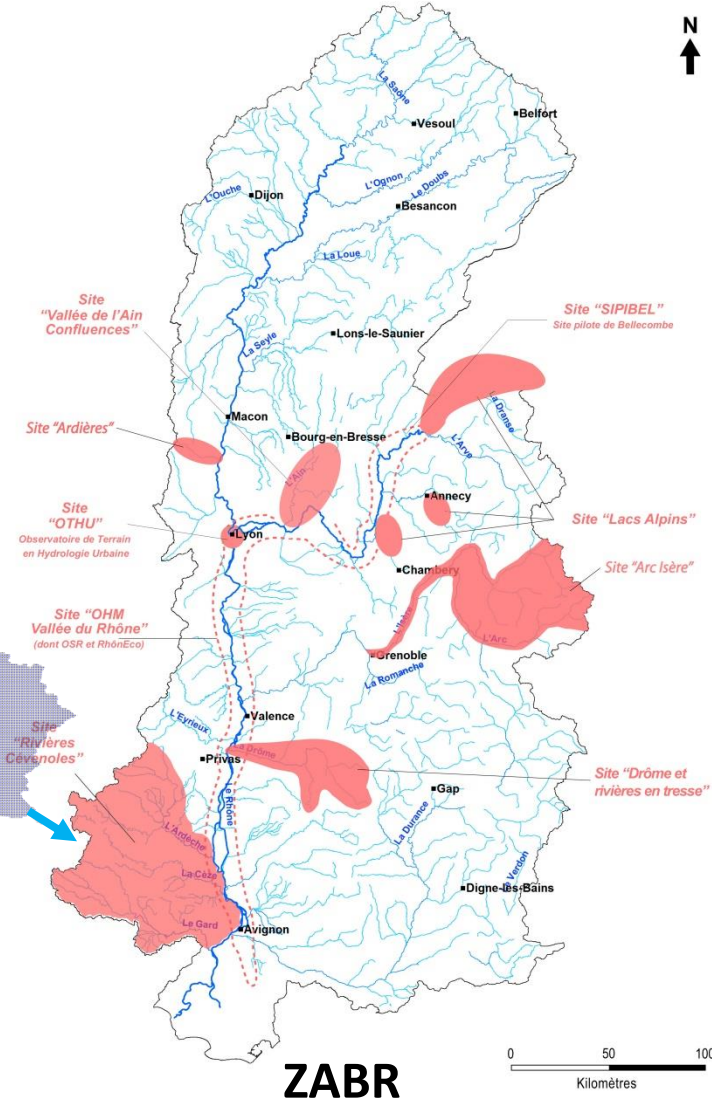 N
La Saône
Vesoul
Belfort
L'Ognon
Le Doubs
L'Ouche
Dijon
Besancon
La Loue
Site
"Vallée de l'Ain
Confluences"
Site "SIPIBEL"
Site pilote de Bellecombe
Lons-le-Saunier
La Seyle
La Dranse
Macon
Site "Ardières"
Bourg-en-Bresse
L'Arve
L'Ain
Annecy
Site
"OTHU"
Observatoire de Terrain
en Hydrologie Urbaine
Site "Lacs Alpins"
Lyon
Chambery
Site "Arc Isère"
Site "OHM
Vallée du Rhône"
(dont OSR et RhônEco)
L'Isère
L'Arc
Grenoble
La Romanche
Valence
L'Eyrieux
Site
"Rivières
Cévenoles"
La Drôme
Privas
Site "Drôme et
rivières en tresse"
Gap
Le Rhône
La Durance
L'Ardèche
La Cèze
Le Verdon
Digne-les-Bains
Le Gard
Avignon
0 50 100
Kilomètres
ZABR